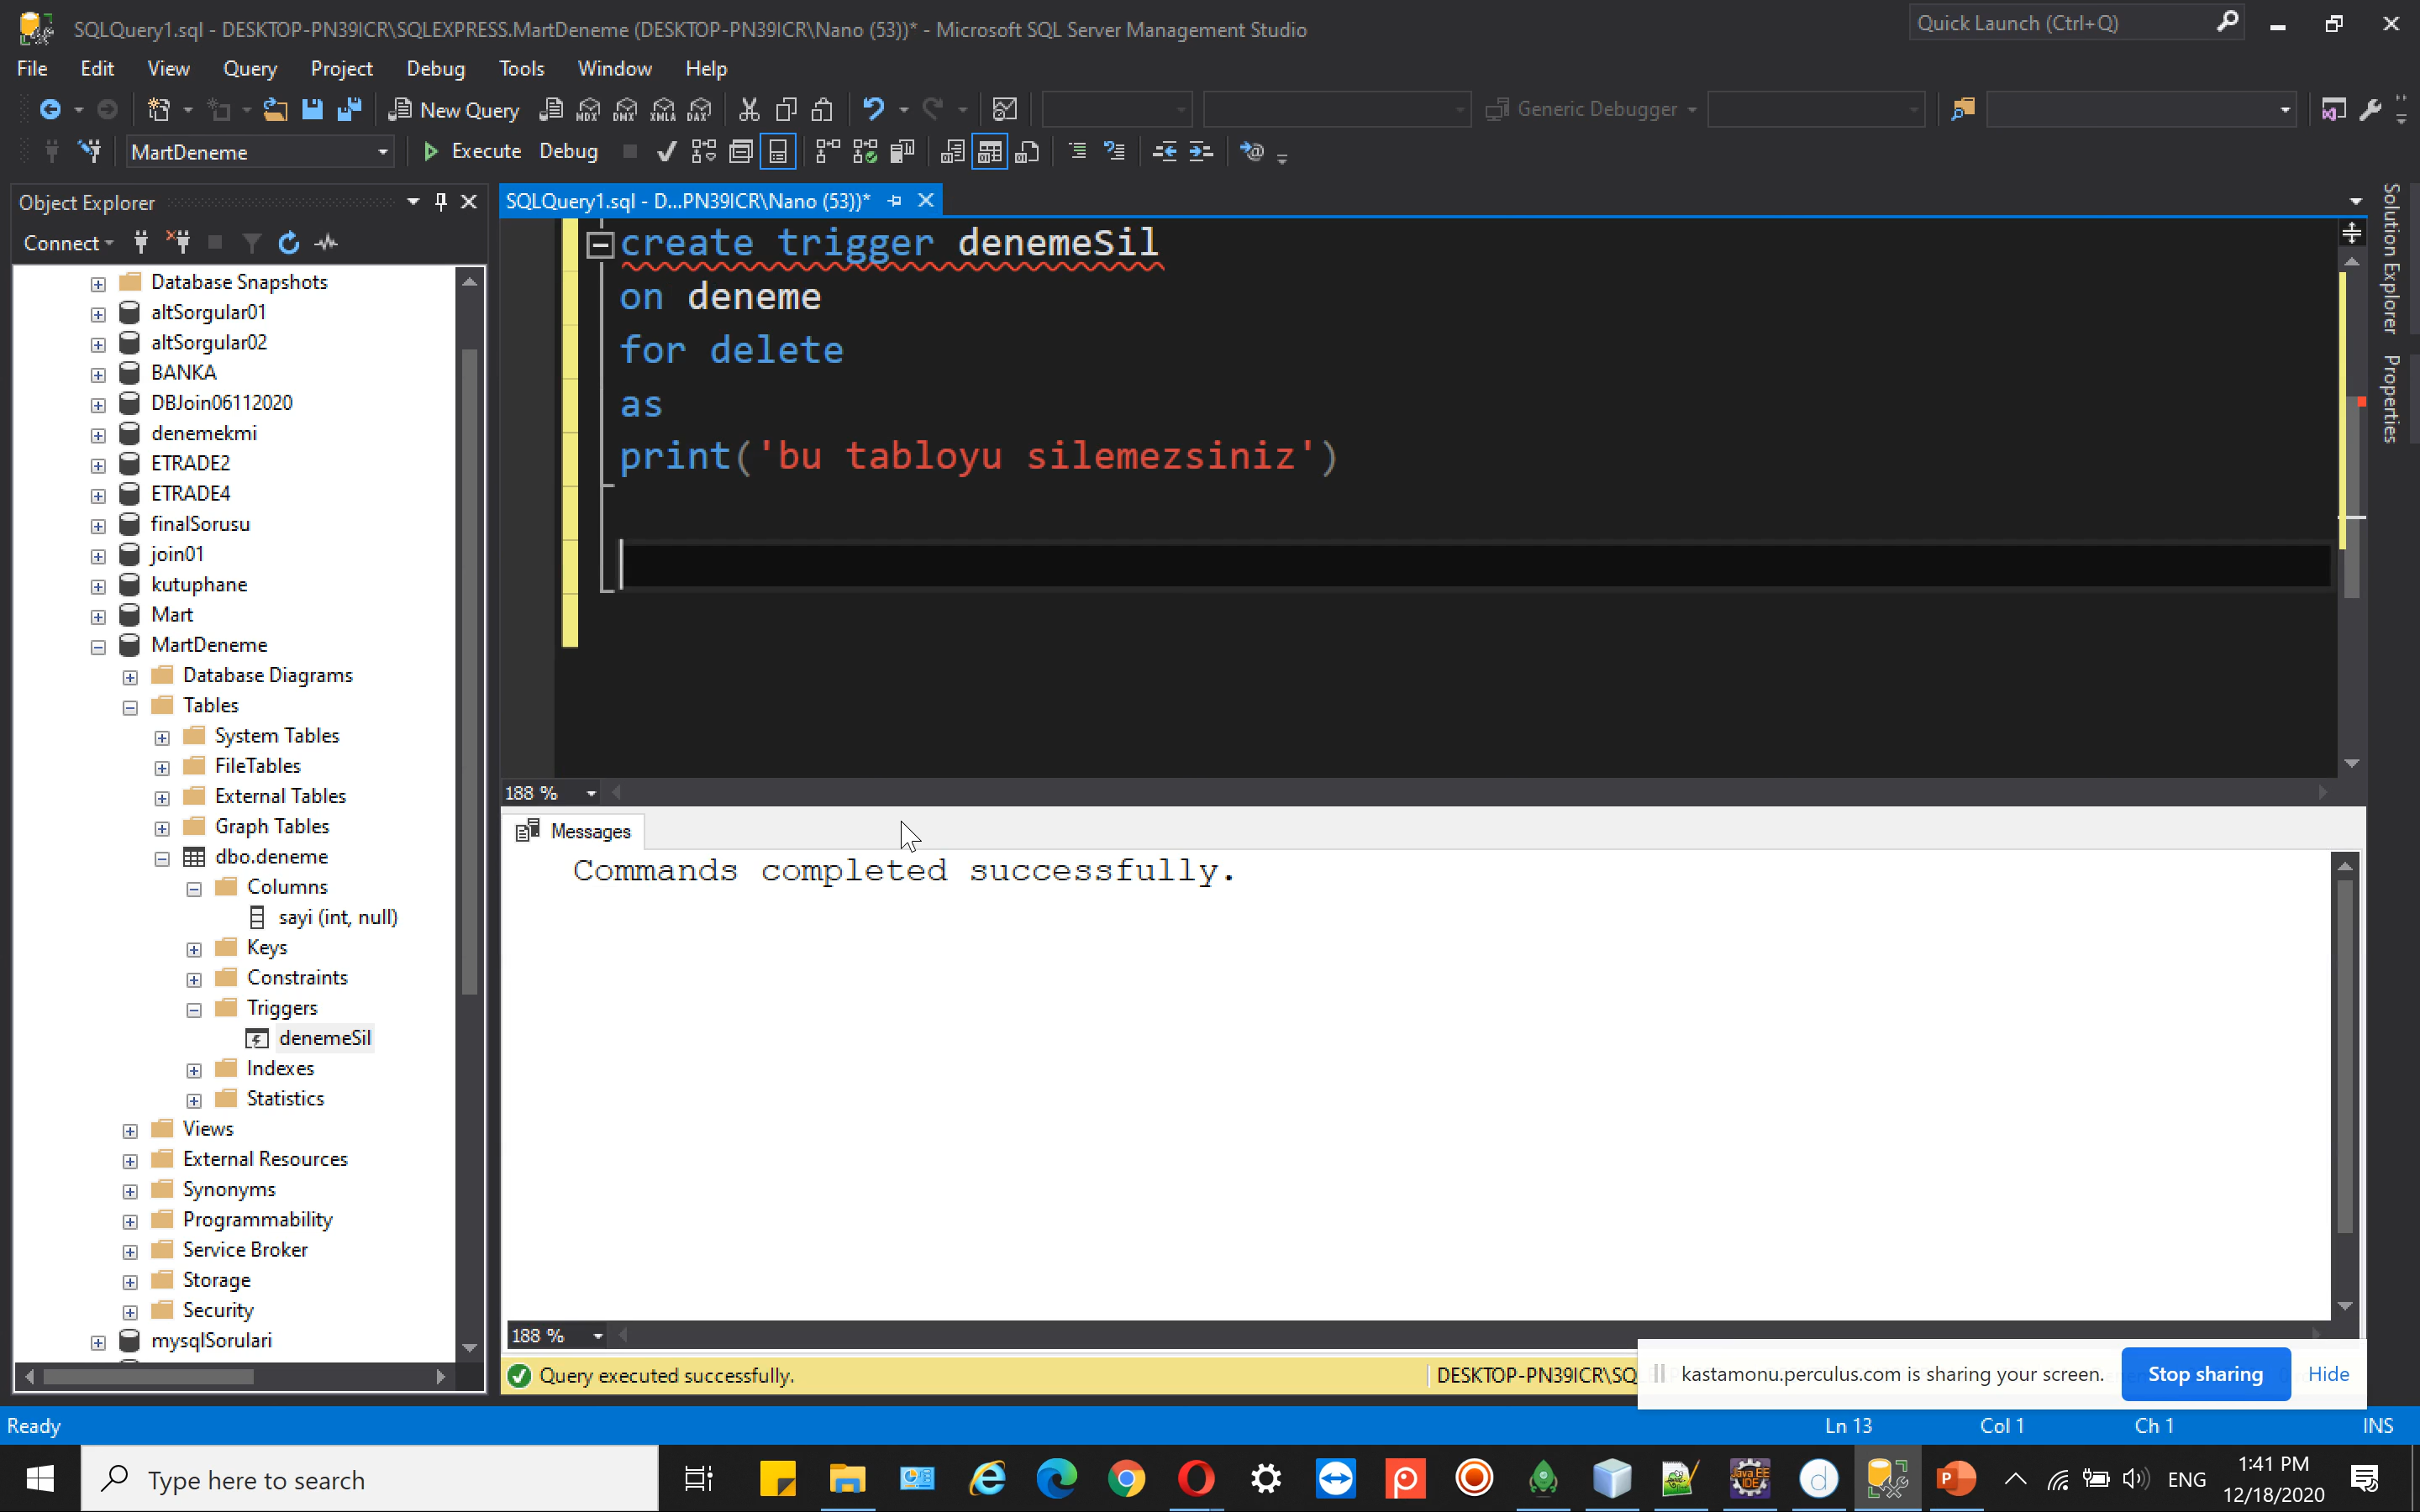 SQLQuery1.sql - DESKTOP-PN39ICR\SQLEXPRESS.MartDeneme (DESKTOP-PN39ICR\Nano (53))* - Microsoft SQL Server Management Studio
Quick Launch (Ctrl+Q)
File Edit View Query Project Debug Tools Window Help
New Query MDX DMX XMLA DAX Generic Debugger
MartDeneme Execute Debug
Object Explorer
Connect
Database Snapshots
altSorgular01
altSorgular02
BANKA
DBJoin06112020
denemekmi
ETRADE2
ETRADE4
finalSorusu
join01
kutuphane
Mart
MartDeneme
Database Diagrams
Tables
System Tables
FileTables
External Tables
Graph Tables
dbo.deneme
Columns
sayi (int, null)
Keys
Constraints
Triggers
denemeSil
Indexes
Statistics
Views
External Resources
Synonyms
Programmability
Service Broker
Storage
Security
mysqlSorulari
SQLQuery1.sql - D...PN39ICR\Nano (53))*
create trigger denemeSil
on deneme
for delete
as
print('bu tabloyu silemezsiniz')
188 %
Messages
Commands completed successfully.
188 %
Query executed successfully.
DESKTOP-PN39ICR\SQ
kastamonu.perculus.com is sharing your screen. Stop sharing Hide
Solution Explorer
Properties
Ready Ln 13 Col 1 Ch 1 INS
Type here to search
Java EE
IDE
ENG
1:41 PM
12/18/2020